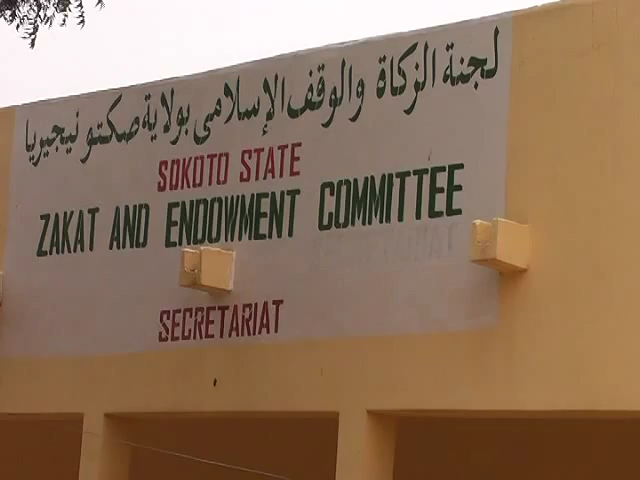 لجنة الزكاة والوقف الإسلامي بولاية صكتو نيجيريا
SOKOTO STATE
ZAKAT AND ENDOWMENT COMMITTEE
SECRETARIAT